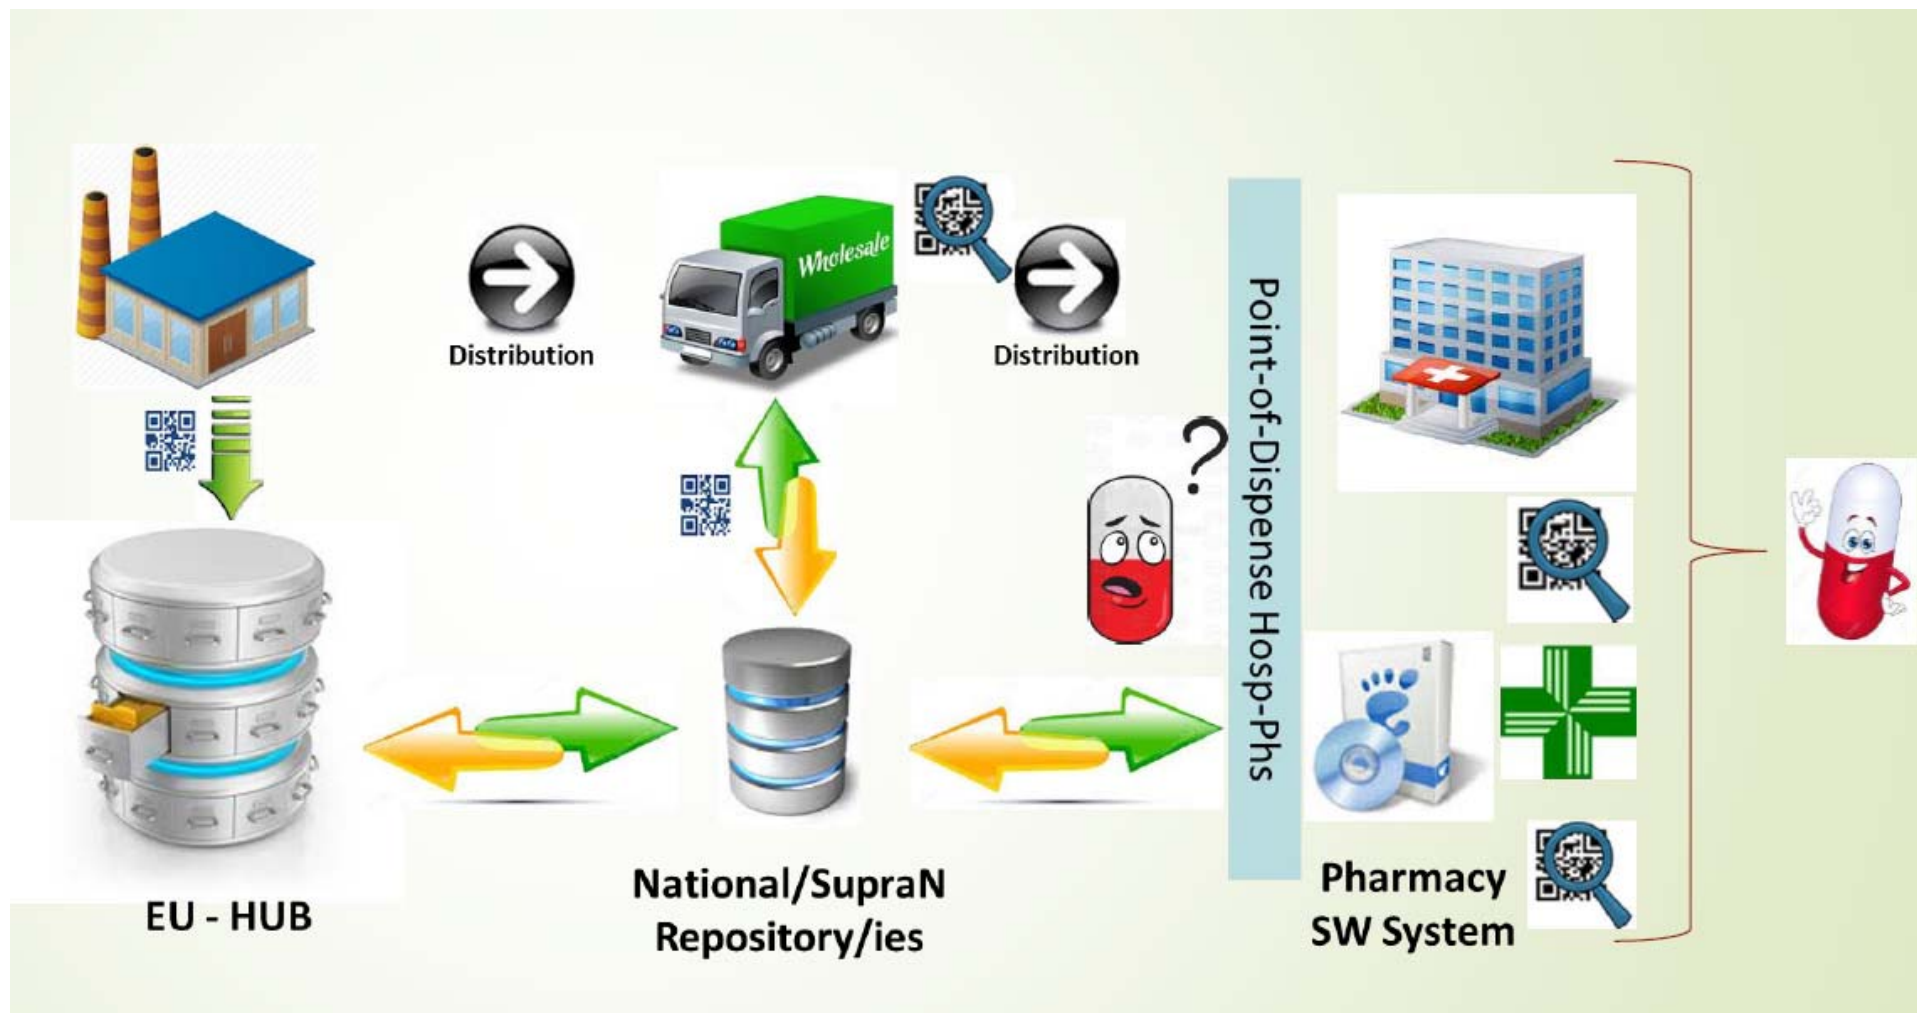 Wholesale
Distribution
Distribution
Point-of-Dispense Hosp-Phs
?
EU - HUB
National/SupraN
Repository/ies
Pharmacy
SW System